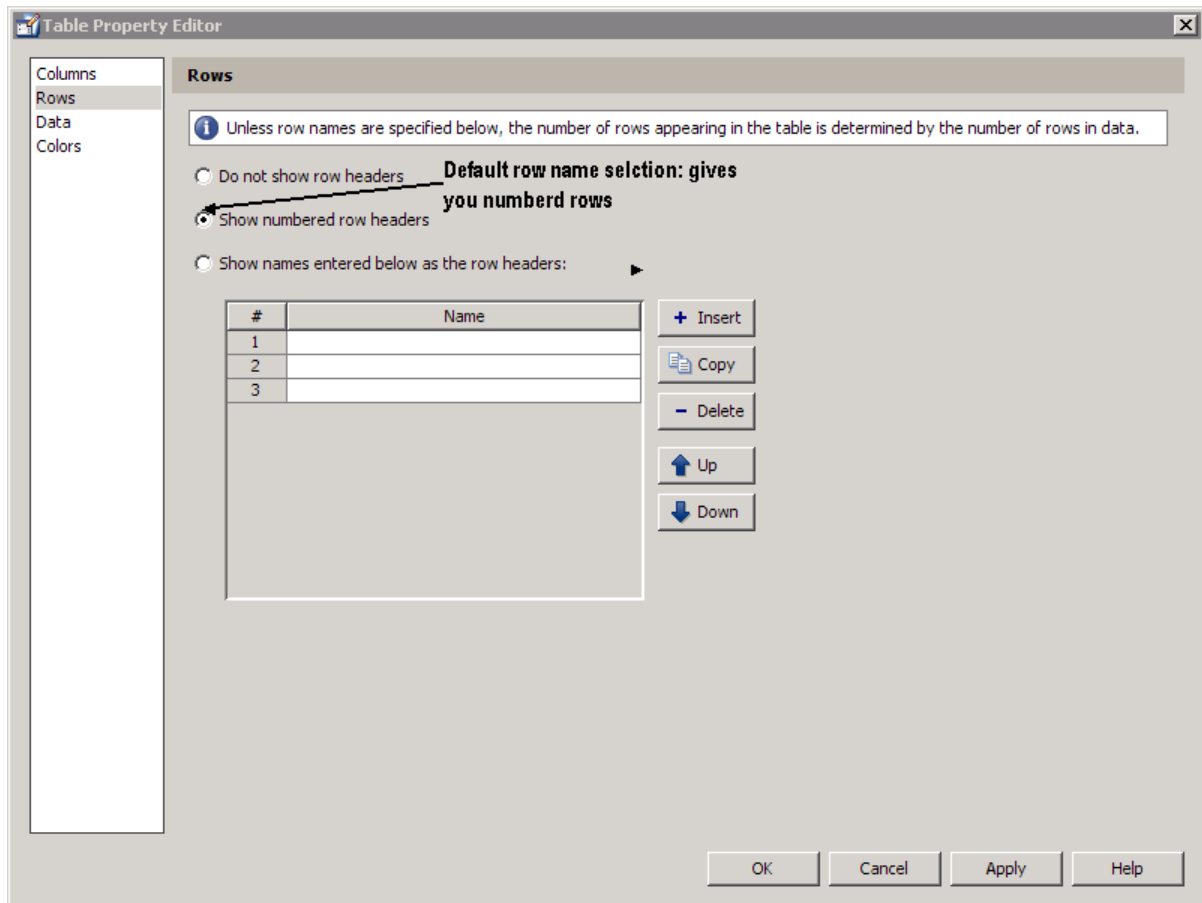 Table Property Editor
Columns
Rows
Data
Colors
Rows
Unless row names are specified below, the number of rows appearing in the table is determined by the number of rows in data.
Do not show row headers
Default row name selction: gives
you numberd rows
Show numbered row headers
Show names entered below as the row headers:
# Name
1
2
3
+ Insert
Copy
- Delete
Up
Down
OK Cancel Apply Help